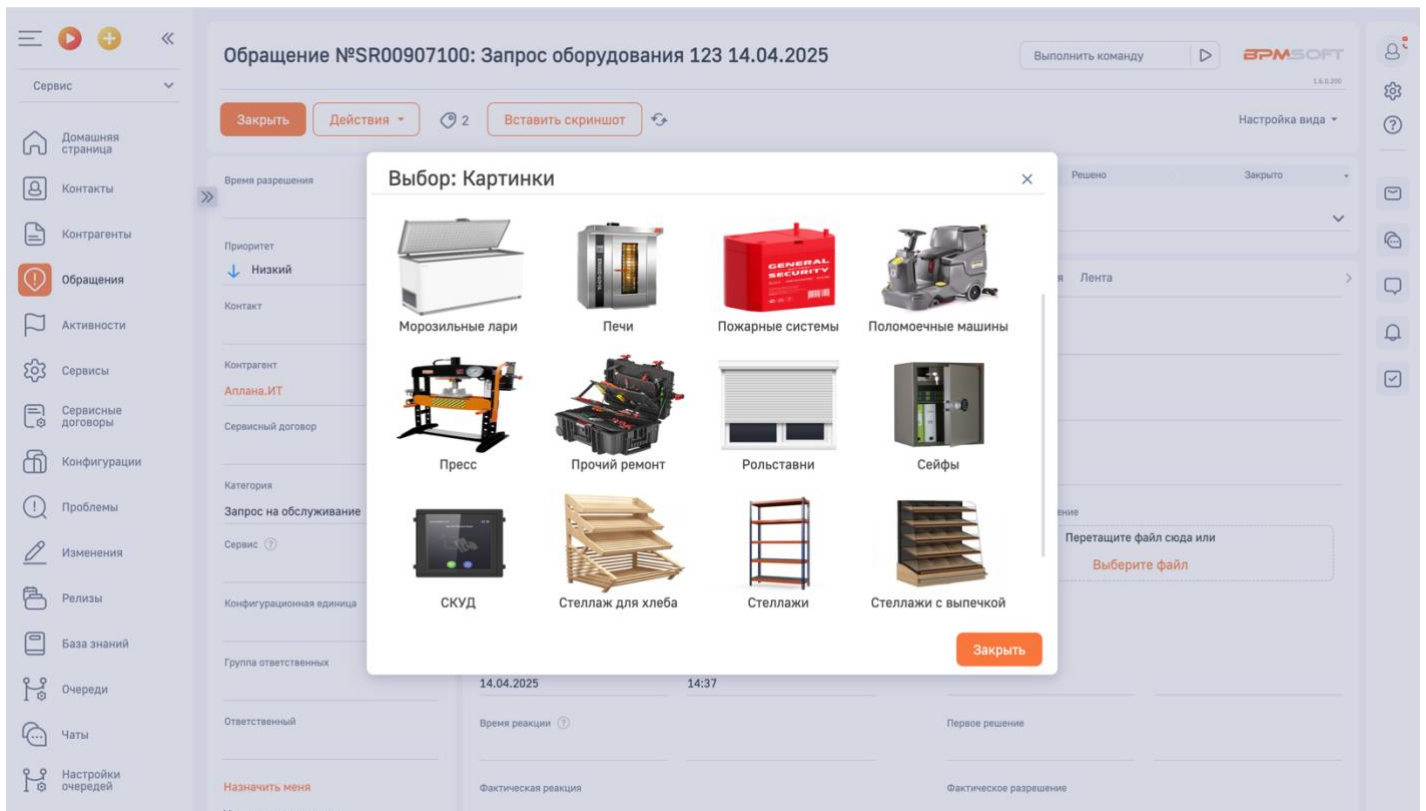 Сервис
Домашняя
страница
Контакты
Контрагенты
Обращения
Активности
Сервисы
Сервисные
договоры
Конфигурации
Проблемы
Изменения
Релизы
База знаний
Очереди
Чаты
Настройки
очередей
Обращение №SR00907100: Запрос оборудования 123 14.04.2025
Выполнить команду
BPMSOFT
1.6.0.200
Закрыть
Действия
2
Вставить скриншот
Настройка вида
Время разрешения
Приоритет
Низкий
Контакт
Контрагент
Аплана.ИТ
Сервисный договор
Категория
Запрос на обслуживание
Сервис
Конфигурационная единица
Группа ответственных
Ответственный
Назначить меня
Решено
Закрыто
Лента
Выбор: Картинки
GENERAL
SECURITY
Морозильные лари
Печи
Пожарные системы
Поломоечные машины
Пресс
Прочий ремонт
Рольставни
Сейфы
СКУД
Стеллаж для хлеба
Стеллажи
Стеллажи с выпечкой
Закрыть
Перетащите файл сюда или
Выберите файл
14.04.2025
14:37
Время реакции
Первое решение
Фактическая реакция
Фактическое разрешение